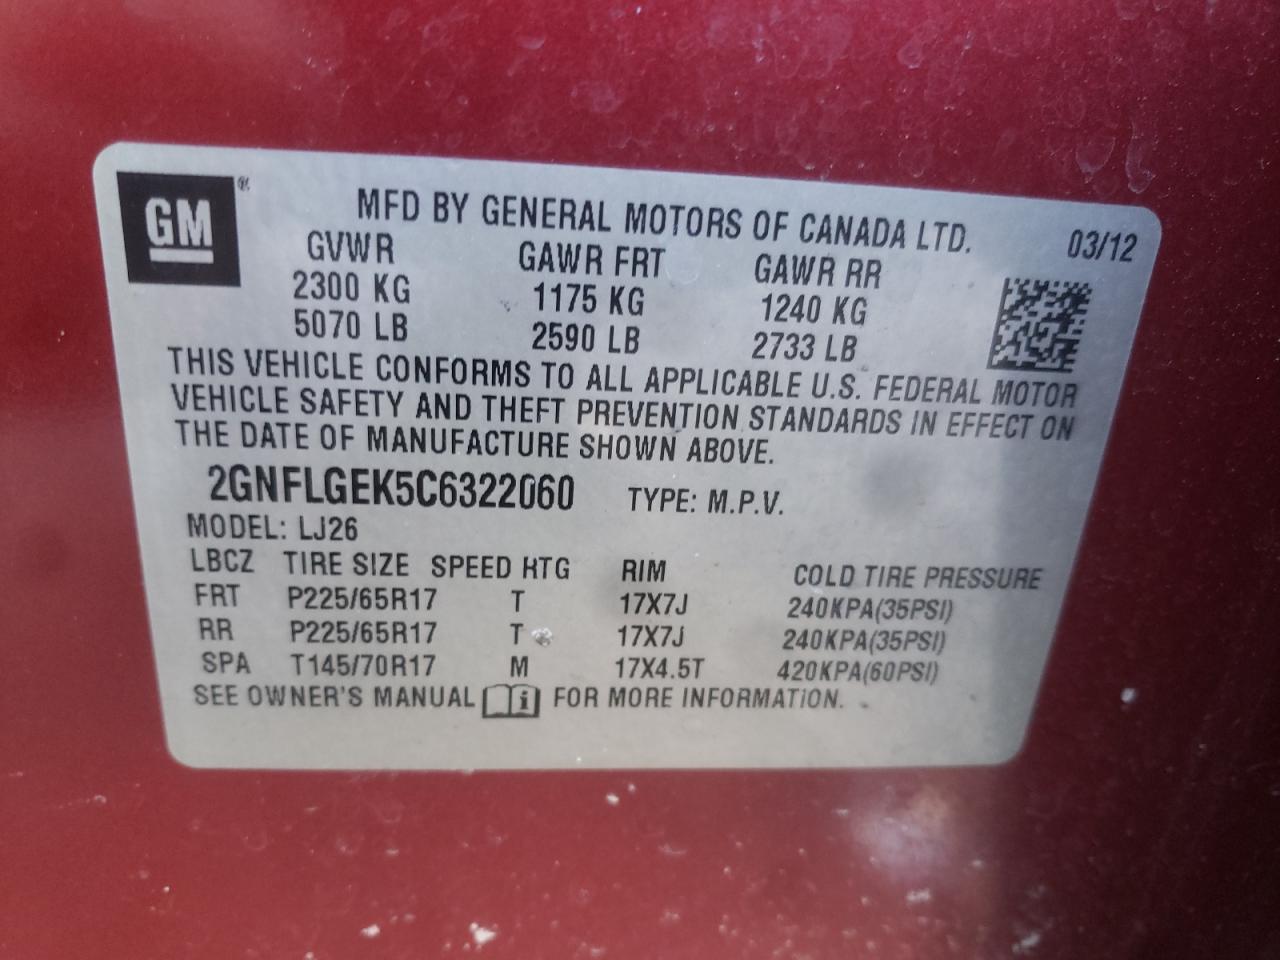 GM®
MFD BY GENERAL MOTORS OF CANADA LTD. 03/12
GVWR GAWR FRT GAWR RR
2300 KG 1175 KG 1240 KG
5070 LB 2590 LB 2733 LB
THIS VEHICLE CONFORMS TO ALL APPLICABLE U.S. FEDERAL MOTOR
VEHICLE SAFETY AND THEFT PREVENTION STANDARDS IN EFFECT ON
THE DATE OF MANUFACTURE SHOWN ABOVE.
2GNFLGEK5C6322060 TYPE: M.P.V.
MODEL: LJ26
LBCZ TIRE SIZE SPEED RTG RIM COLD TIRE PRESSURE
FRT P225/65R17 T 17X7J 240KPA(35PSI)
RR P225/65R17 T 17X7J 240KPA(35PSI)
SPA T145/70R17 M 17X4.5T 420KPA(60PSI)
SEE OWNER'S MANUAL i FOR MORE INFORMATION.